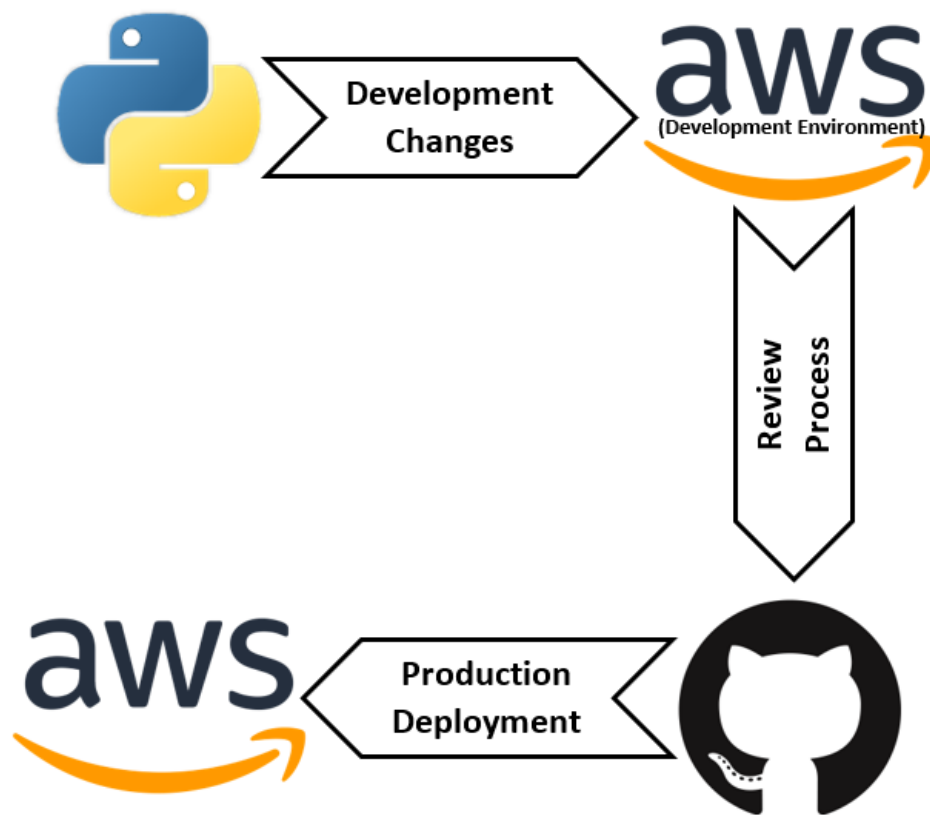 Development
Changes
aws
(Development Environment)
Review
Process
Production
Deployment
aws